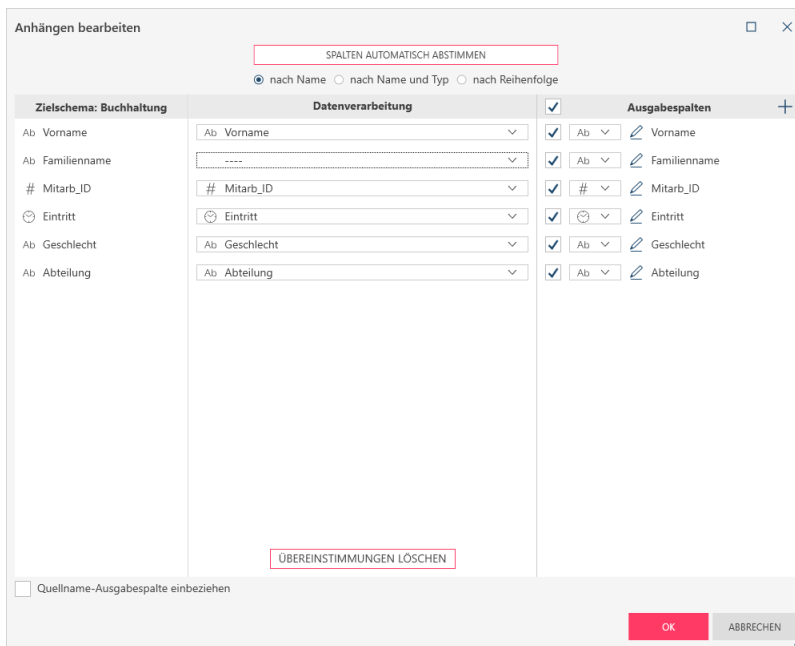 Anhängen bearbeiten
SPALTEN AUTOMATISCH ABSTIMMEN
nach Name nach Name und Typ nach Reihenfolge
Zielschema: Buchhaltung Datenverarbeitung Ausgabespalten
Ab Vorname Ab Vorname Ab Vorname
Ab Familienname ---- Ab Familienname
# Mitarb_ID # Mitarb_ID # Mitarb_ID
Eintritt Eintritt Eintritt
Ab Geschlecht Ab Geschlecht Ab Geschlecht
Ab Abteilung Ab Abteilung Ab Abteilung
ÜBEREINSTIMMUNGEN LÖSCHEN
Quellname-Ausgabespalte einbeziehen
OK ABBRECHEN